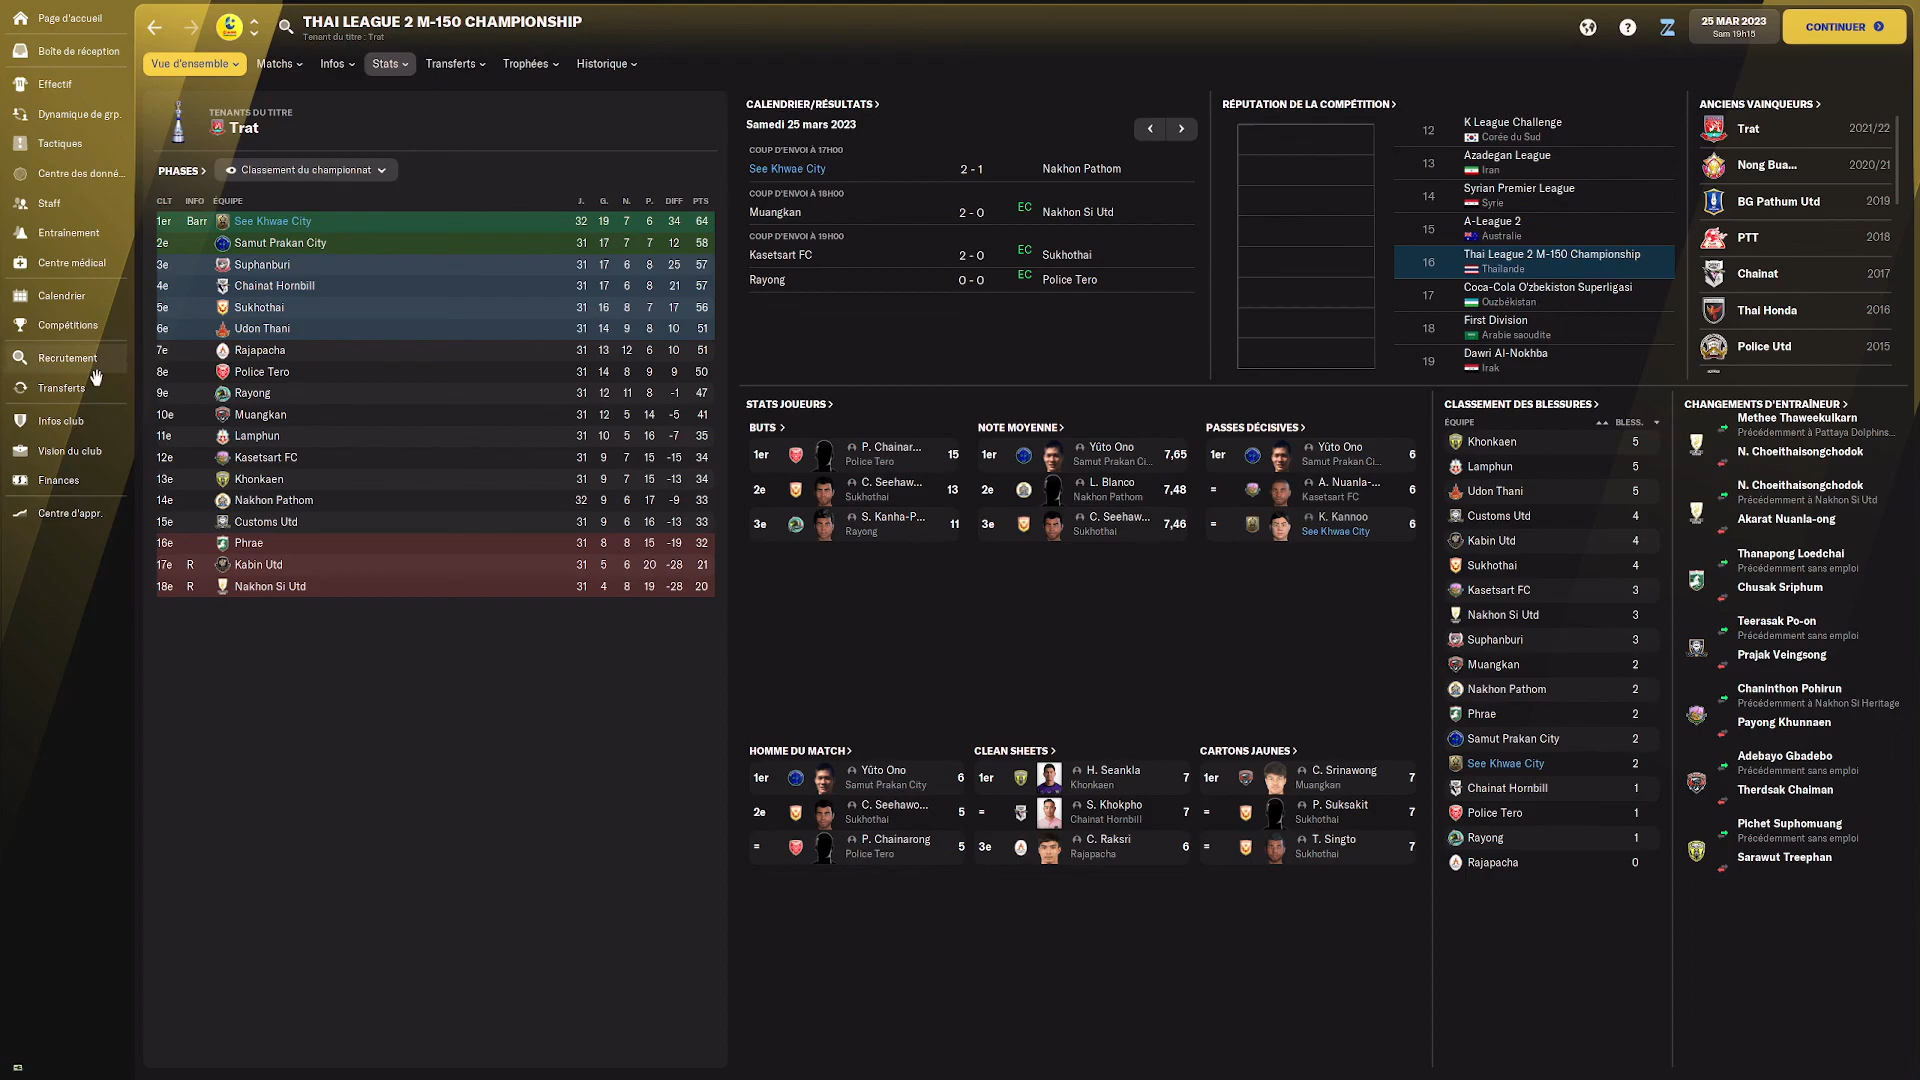 Page d'accueil
Boîte de réception
Effectif
Dynamique de grp.
Tactiques
Centre des donné...
Staff
Entraînement
Centre médical
Calendrier
Compétitions
Recrutement
Transferts
Infos club
Vision du club
Finances
Centre d'appr.
THAI LEAGUE 2 M-150 CHAMPIONSHIP
Tenant du titre : Trat
25 MAR 2023
Sam 19h15
CONTINUER
Vue d'ensemble Matchs Infos Stats Transferts Trophées Historique
TENANTS DU TITRE
Trat
PHASES Classement du championnat
CLT INFO ÉQUIPE J. G. N. P. DIFF PTS
1er Barr See Khwae City 32 19 7 6 34 64
2e Samut Prakan City 31 17 7 7 12 58
3e Suphanburi 31 17 6 8 25 57
4e Chainat Hornbill 31 17 6 8 21 57
5e Sukhothai 31 16 8 7 17 56
6e Udon Thani 31 14 9 8 10 51
7e Rajapacha 31 13 12 6 10 51
8e Police Tero 31 14 8 9 9 50
9e Rayong 31 12 11 8 -1 47
10e Muangkan 31 12 5 14 -5 41
11e Lamphun 31 10 5 16 -7 35
12e Kasetsart FC 31 9 7 15 -15 34
13e Khonkaen 31 9 7 15 -13 34
14e Nakhon Pathom 32 9 6 17 -9 33
15e Customs Utd 31 9 6 16 -13 33
16e Phrae 31 8 8 15 -19 32
17e R Kabin Utd 31 5 6 20 -28 21
18e R Nakhon Si Utd 31 4 8 19 -28 20
CALENDRIER/RÉSULTATS
Samedi 25 mars 2023
COUP D'ENVOI À 17H00
See Khwae City 2 - 1 Nakhon Pathom
COUP D'ENVOI À 18H00
Muangkan 2 - 0 EC Nakhon Si Utd
COUP D'ENVOI À 19H00
Kasetsart FC 2 - 0 EC Sukhothai
Rayong 0 - 0 EC Police Tero
RÉPUTATION DE LA COMPÉTITION
12 K League Challenge
Corée du Sud
13 Azadegan League
Iran
14 Syrian Premier League
Syrie
15 A-League 2
Australie
16 Thai League 2 M-150 Championship
Thaïlande
17 Coca-Cola O'zbekiston Superligasi
Ouzbékistan
18 First Division
Arabie saoudite
19 Dawri Al-Nokhba
Irak
ANCIENS VAINQUEURS
Trat 2021/22
Nong Bua... 2020/21
BG Pathum Utd 2019
PTT 2018
Chainat 2017
Thai Honda 2016
Police Utd 2015
STATS JOUEURS
BUTS
1er P. Chainar... 15
Police Tero
2e C. Seehaw... 13
Sukhothai
3e S. Kanha-P... 11
Rayong
NOTE MOYENNE
1er Yûto Ono 7,65
Samut Prakan Ci...
2e L. Blanco 7,48
Nakhon Pathom
3e C. Seehaw... 7,46
Sukhothai
PASSES DÉCISIVES
1er Yûto Ono 6
Samut Prakan Ci...
= A. Nuanla-... 6
Kasetsart FC
= K. Kannoo 6
See Khwae City
HOMME DU MATCH
1er Yûto Ono 6
Samut Prakan City
2e C. Seehawo... 5
Sukhothai
= P. Chainarong 5
Police Tero
CLEAN SHEETS
1er H. Seankla 7
Khonkaen
= S. Khokpho 7
Chainat Hornbill
3e C. Raksri 6
Rajapacha
CARTONS JAUNES
1er C. Srinawong 7
Muangkan
= P. Suksakit 7
Sukhothai
= T. Singto 7
Sukhothai
CLASSEMENT DES BLESSURES
ÉQUIPE BLESS.
Khonkaen 5
Lamphun 5
Udon Thani 5
Customs Utd 4
Kabin Utd 4
Sukhothai 4
Kasetsart FC 3
Nakhon Si Utd 3
Suphanburi 3
Muangkan 2
Nakhon Pathom 2
Phrae 2
Samut Prakan City 2
See Khwae City 2
Chainat Hornbill 1
Police Tero 1
Rayong 1
Rajapacha 0
CHANGEMENTS D'ENTRAÎNEUR
Methee Thaweekulkarn
Précédemment à Pattaya Dolphins...
N. Choeithaisongchodok
N. Choeithaisongchodok
Précédemment à Nakhon Si Utd
Akarat Nuanla-ong
Thanapong Loedchai
Précédemment sans emploi
Chusak Sriphum
Teerasak Po-on
Précédemment sans emploi
Prajak Veingsong
Chaninthon Pohirun
Précédemment à Nakhon Si Heritage
Payong Khunnaen
Adebayo Gbadebo
Précédemment sans emploi
Therdsak Chaiman
Pichet Suphomuang
Précédemment sans emploi
Sarawut Treephan